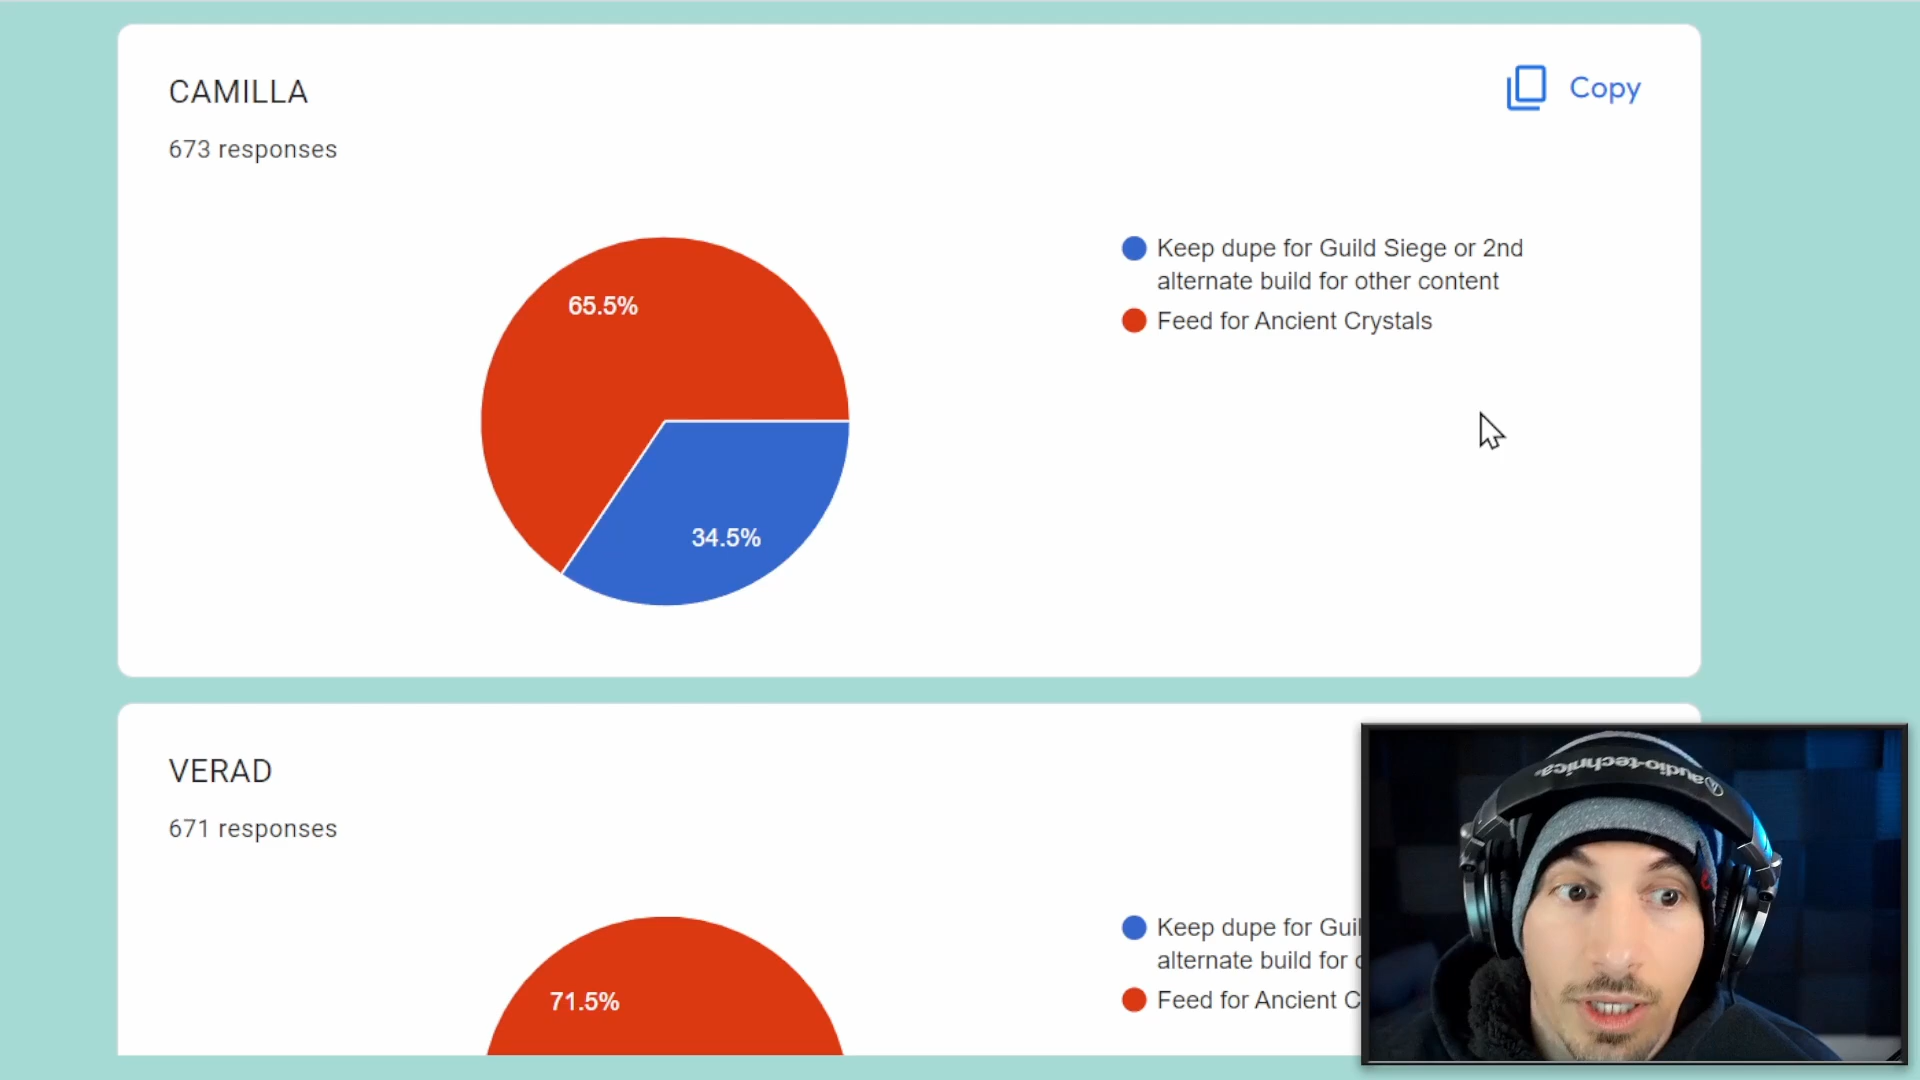 CAMILLA
Copy
673 responses
65.5%
34.5%
Keep dupe for Guild Siege or 2nd
alternate build for other content
Feed for Ancient Crystals
VERAD
671 responses
71.5%
Keep dupe for
alternate build for
Feed for Ancient
audio-technica